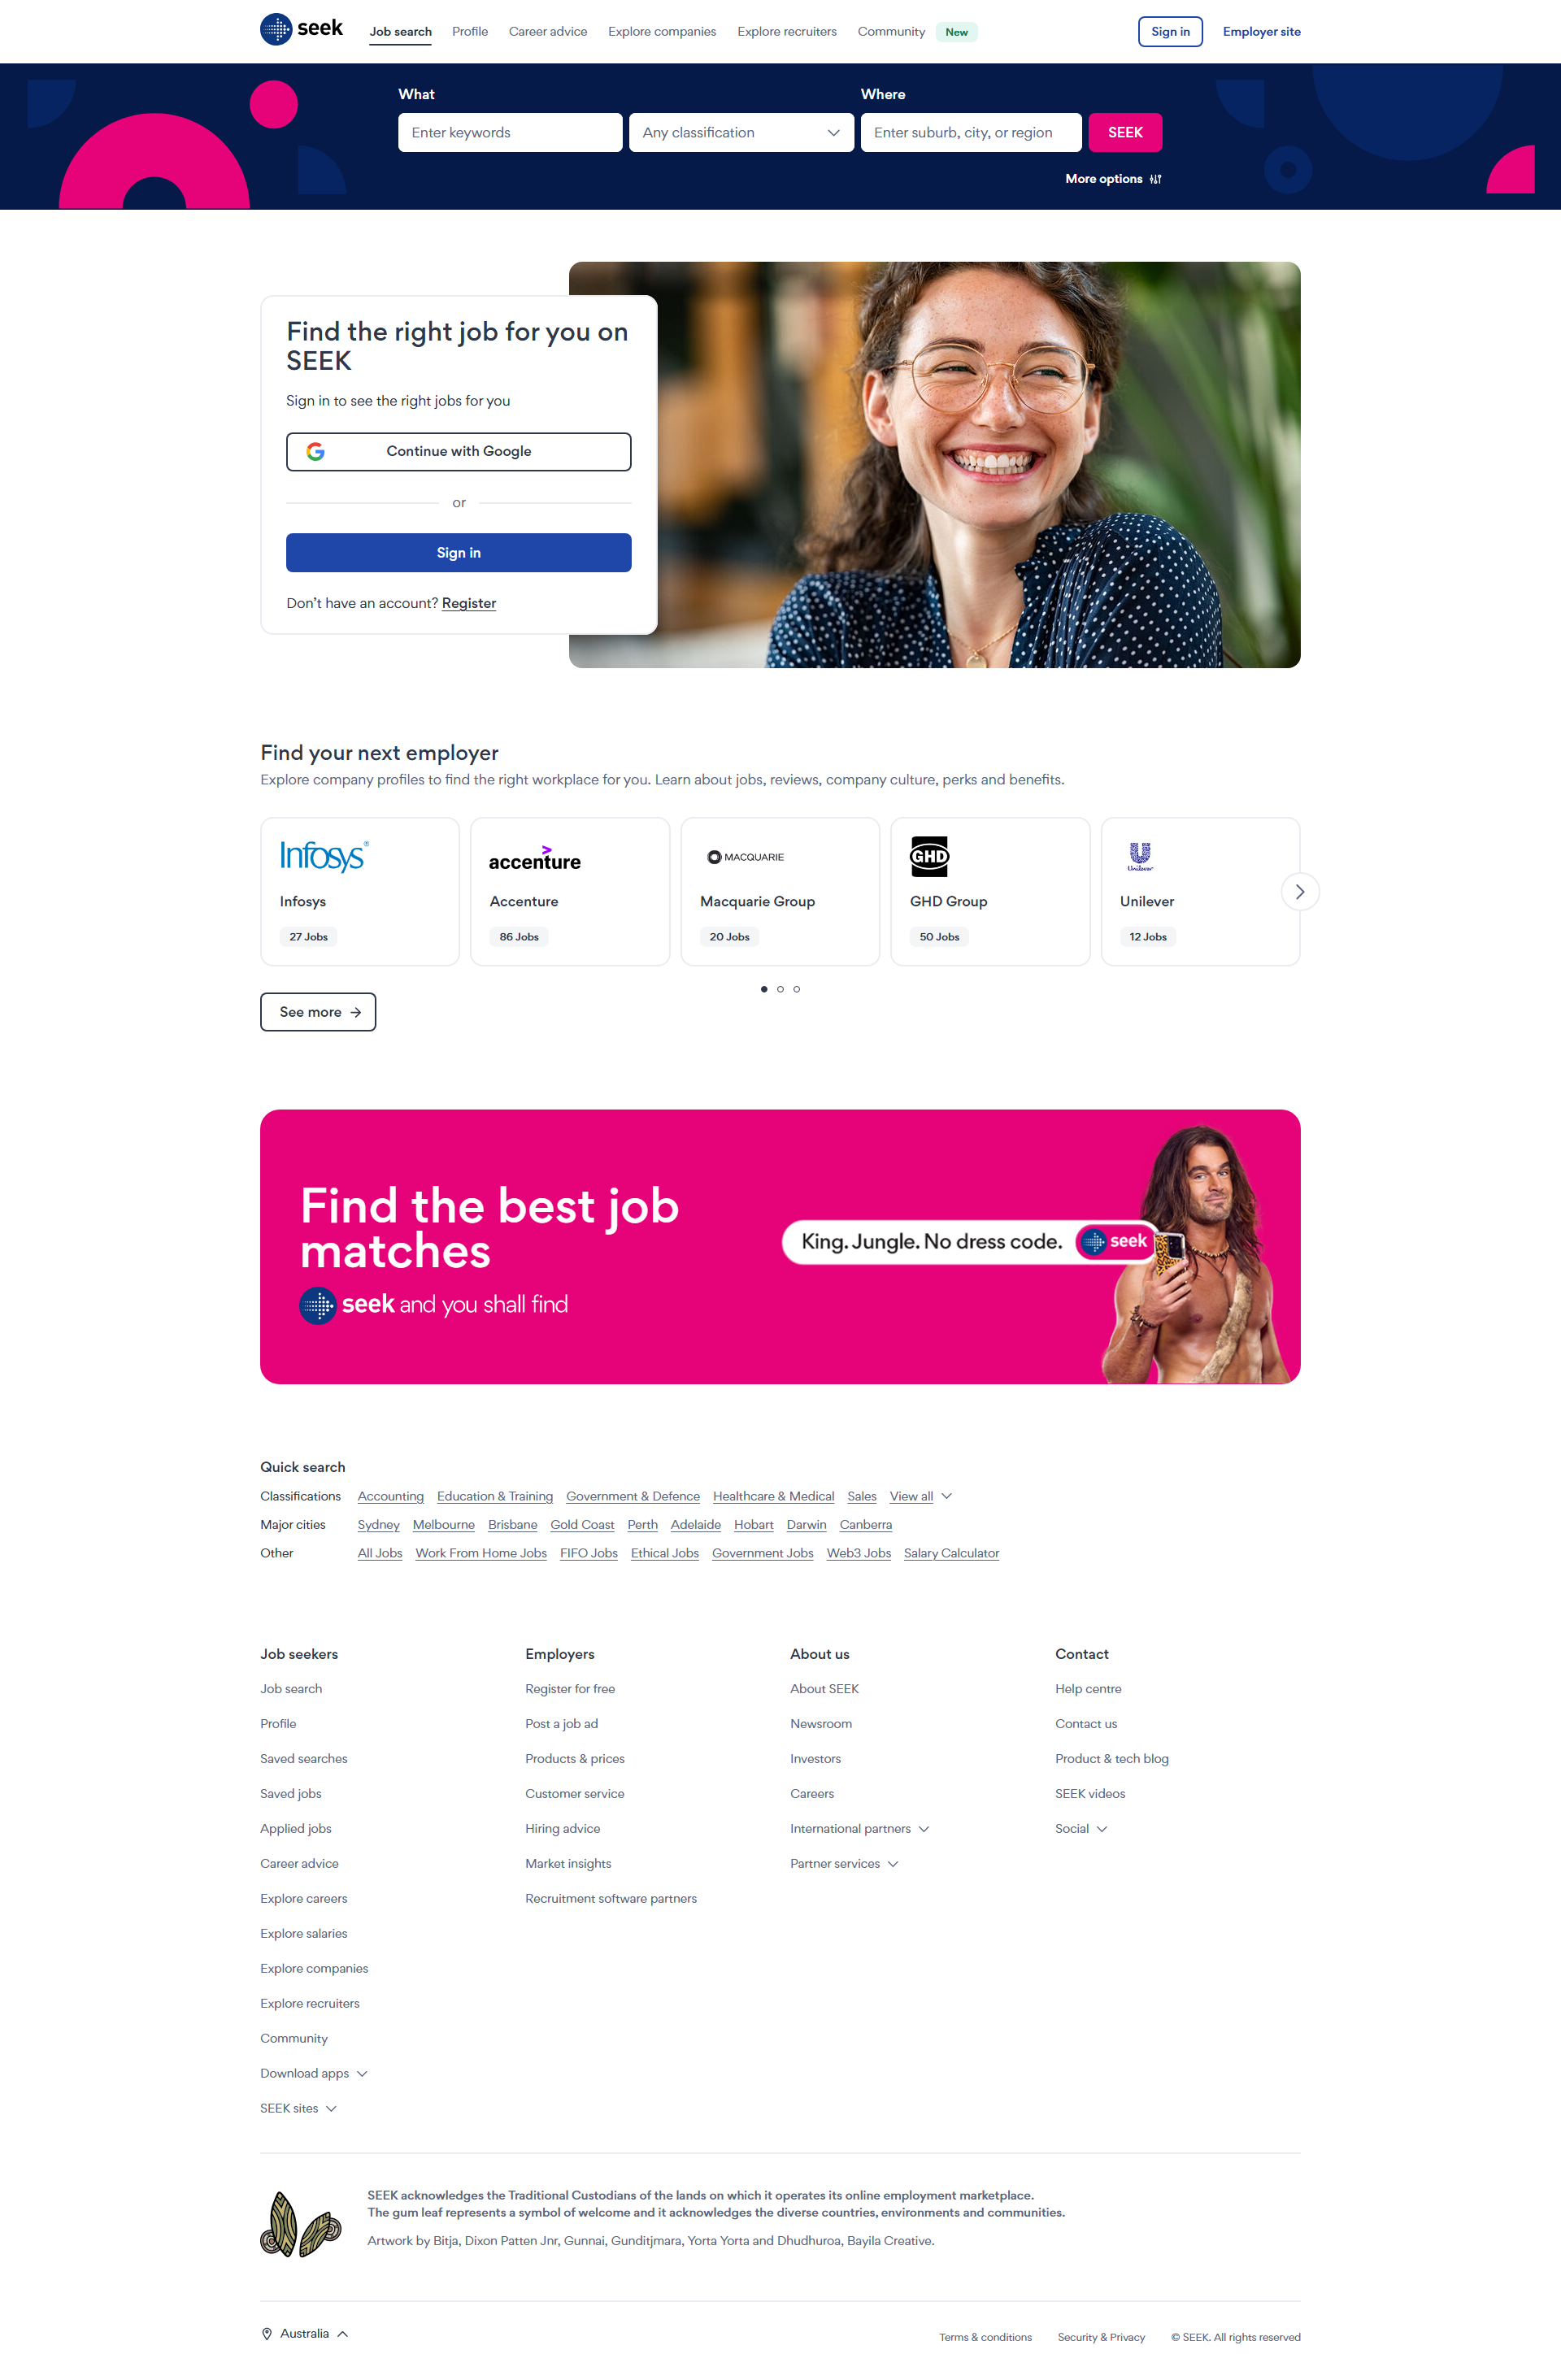 seek
Job search Profile Career advice Explore companies Explore recruiters Community New Sign in Employer site
What Where
Enter keywords Any classification Enter suburb, city, or region SEEK
More options
Find the right job for you on
SEEK
Sign in to see the right jobs for you
Continue with Google
or
Sign in
Don't have an account? Register
Find your next employer
Explore company profiles to find the right workplace for you. Learn about jobs, reviews, company culture, perks and benefits.
Infosys® accenture MACQUARIE GHD Unilever
Infosys Accenture Macquarie Group GHD Group Unilever
27 Jobs 86 Jobs 20 Jobs 50 Jobs 12 Jobs
See more
Find the best job
matches
seek and you shall find
King. Jungle. No dress code. seek
Quick search
Classifications Accounting Education & Training Government & Defence Healthcare & Medical Sales View all
Major cities Sydney Melbourne Brisbane Gold Coast Perth Adelaide Hobart Darwin Canberra
Other All Jobs Work From Home Jobs FIFO Jobs Ethical Jobs Government Jobs Web3 Jobs Salary Calculator
Job seekers
Job search
Profile
Saved searches
Saved jobs
Applied jobs
Career advice
Explore careers
Explore salaries
Explore companies
Explore recruiters
Community
Download apps
SEEK sites
Employers
Register for free
Post a job ad
Products & prices
Customer service
Hiring advice
Market insights
Recruitment software partners
About us
About SEEK
Newsroom
Investors
Careers
International partners
Partner services
Contact
Help centre
Contact us
Product & tech blog
SEEK videos
Social
SEEK acknowledges the Traditional Custodians of the lands on which it operates its online employment marketplace.
The gum leaf represents a symbol of welcome and it acknowledges the diverse countries, environments and communities.
Artwork by Bitja, Dixon Patten Jnr, Gunnai, Gunditjmara, Yorta Yorta and Dhudhuroa, Bayila Creative.
Australia
Terms & conditions Security & Privacy © SEEK. All rights reserved